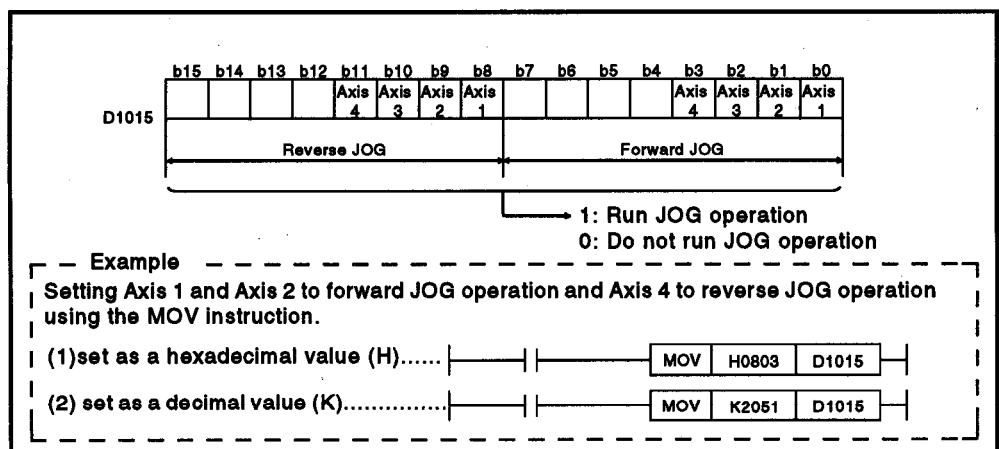 b15 b14 b13 b12 b11 b10 b9 b8 b7 b6 b5 b4 b3 b2 b1 b0
D1015 Axis 4 Axis 3 Axis 2 Axis 1 Axis 4 Axis 3 Axis 2 Axis 1
Reverse JOG Forward JOG
1: Run JOG operation
0: Do not run JOG operation
Example
Setting Axis 1 and Axis 2 to forward JOG operation and Axis 4 to reverse JOG operation
using the MOV instruction.
(1)set as a hexadecimal value (H)...... MOV H0803 D1015
(2) set as a decimal value (K)............... MOV K2051 D1015